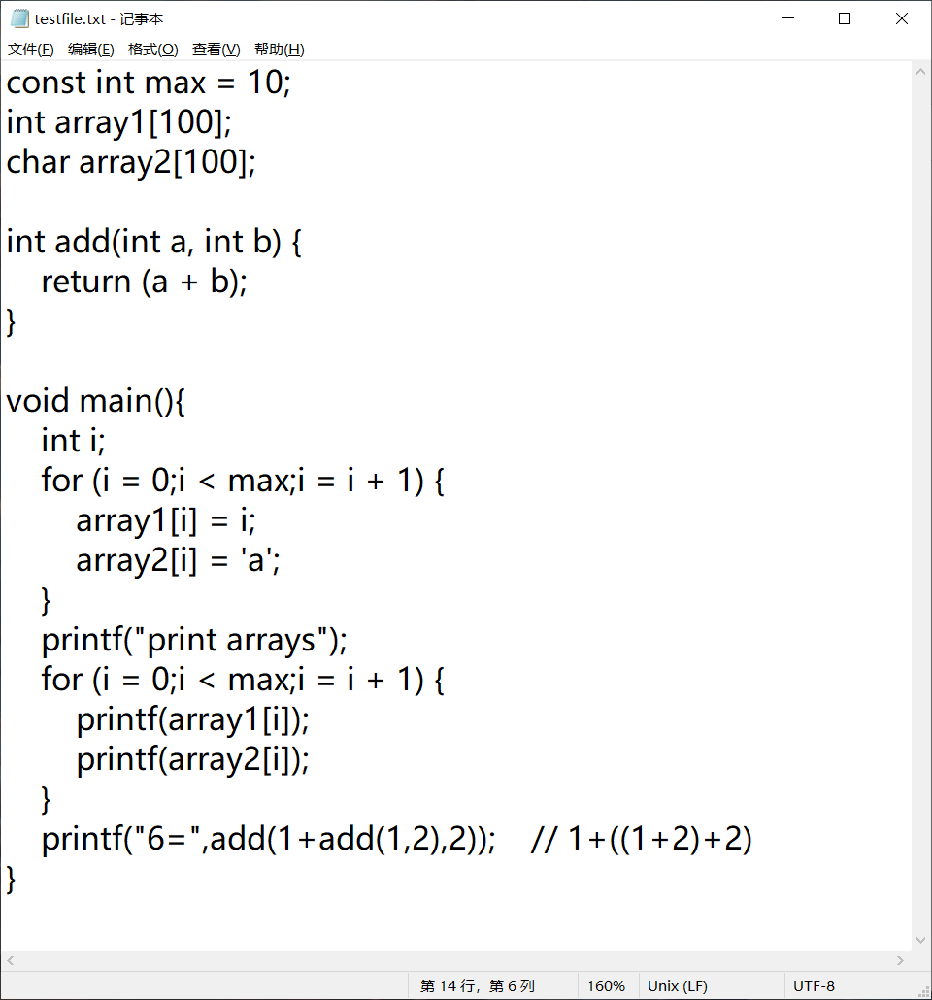 testfile.txt - 记事本
文件(F) 编辑(E) 格式(O) 查看(V) 帮助(H)
const int max = 10;
int array1[100];
char array2[100];

int add(int a, int b) {
    return (a + b);
}

void main(){
    int i;
    for (i = 0;i < max;i = i + 1) {
        array1[i] = i;
        array2[i] = 'a';
    }
    printf("print arrays");
    for (i = 0;i < max;i = i + 1) {
        printf(array1[i]);
        printf(array2[i]);
    }
    printf("6=",add(1+add(1,2),2));    // 1+((1+2)+2)
}
第 14 行，第 6 列 160% Unix (LF) UTF-8